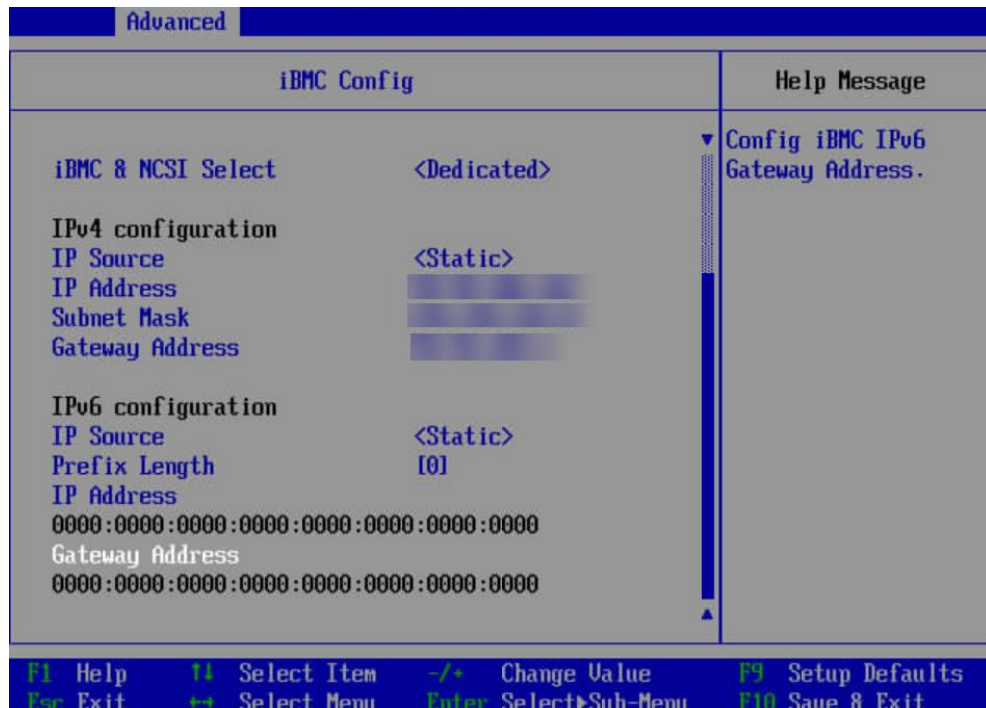 Advanced
iBMC Config
Help Message
iBMC & NCSI Select <Dedicated>
Config iBMC IPv6
Gateway Address.
IPv4 configuration
IP Source <Static>
IP Address
Subnet Mask
Gateway Address
IPv6 configuration
IP Source <Static>
Prefix Length [0]
IP Address
0000:0000:0000:0000:0000:0000:0000:0000
Gateway Address
0000:0000:0000:0000:0000:0000:0000:0000
F1 Help ↑↓ Select Item -/+ Change Value F9 Setup Defaults
Esc Exit ←→ Select Menu Enter Select▶Sub-Menu F10 Save & Exit